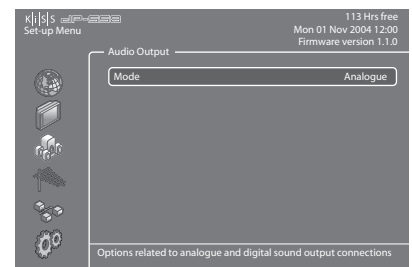 KiSS DP-558
113 Hrs free
Set-up Menu
Mon 01 Nov 2004 12:00
Firmware version 1.1.0
Audio Output
Mode
Analogue
Options related to analogue and digital sound output connections